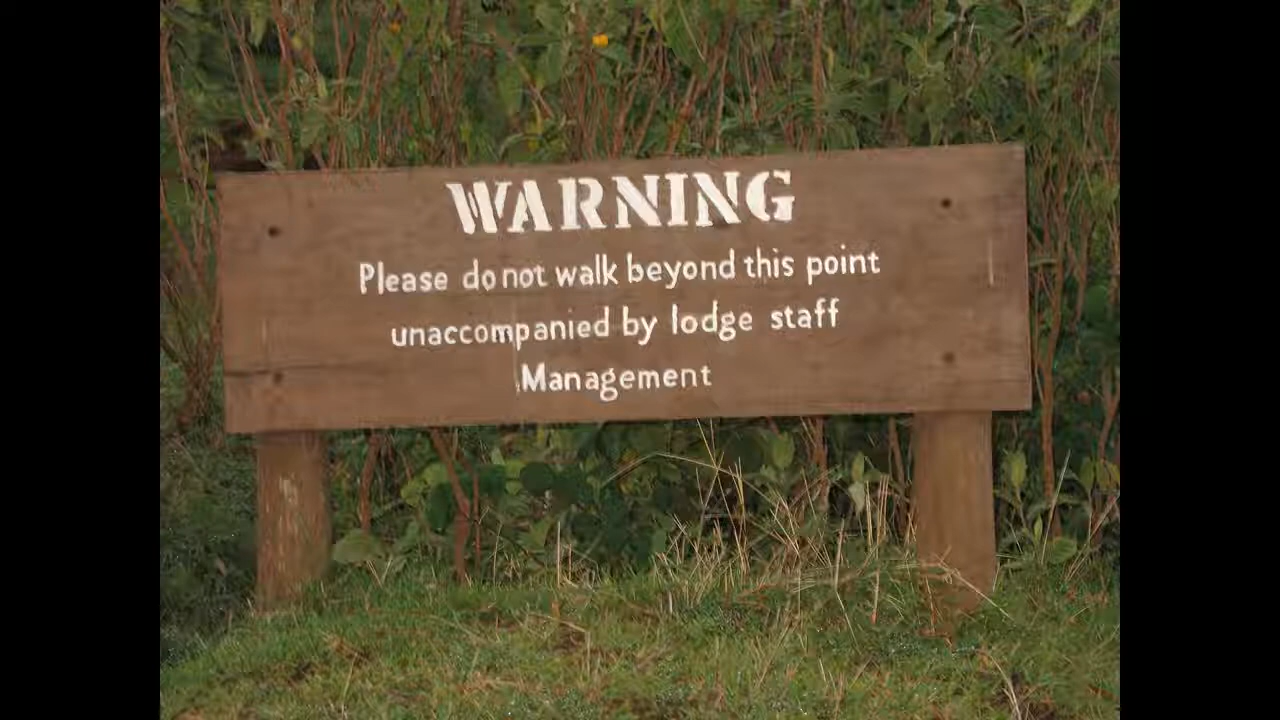 WARNING
Please do not walk beyond this point
unaccompanied by lodge staff
Management